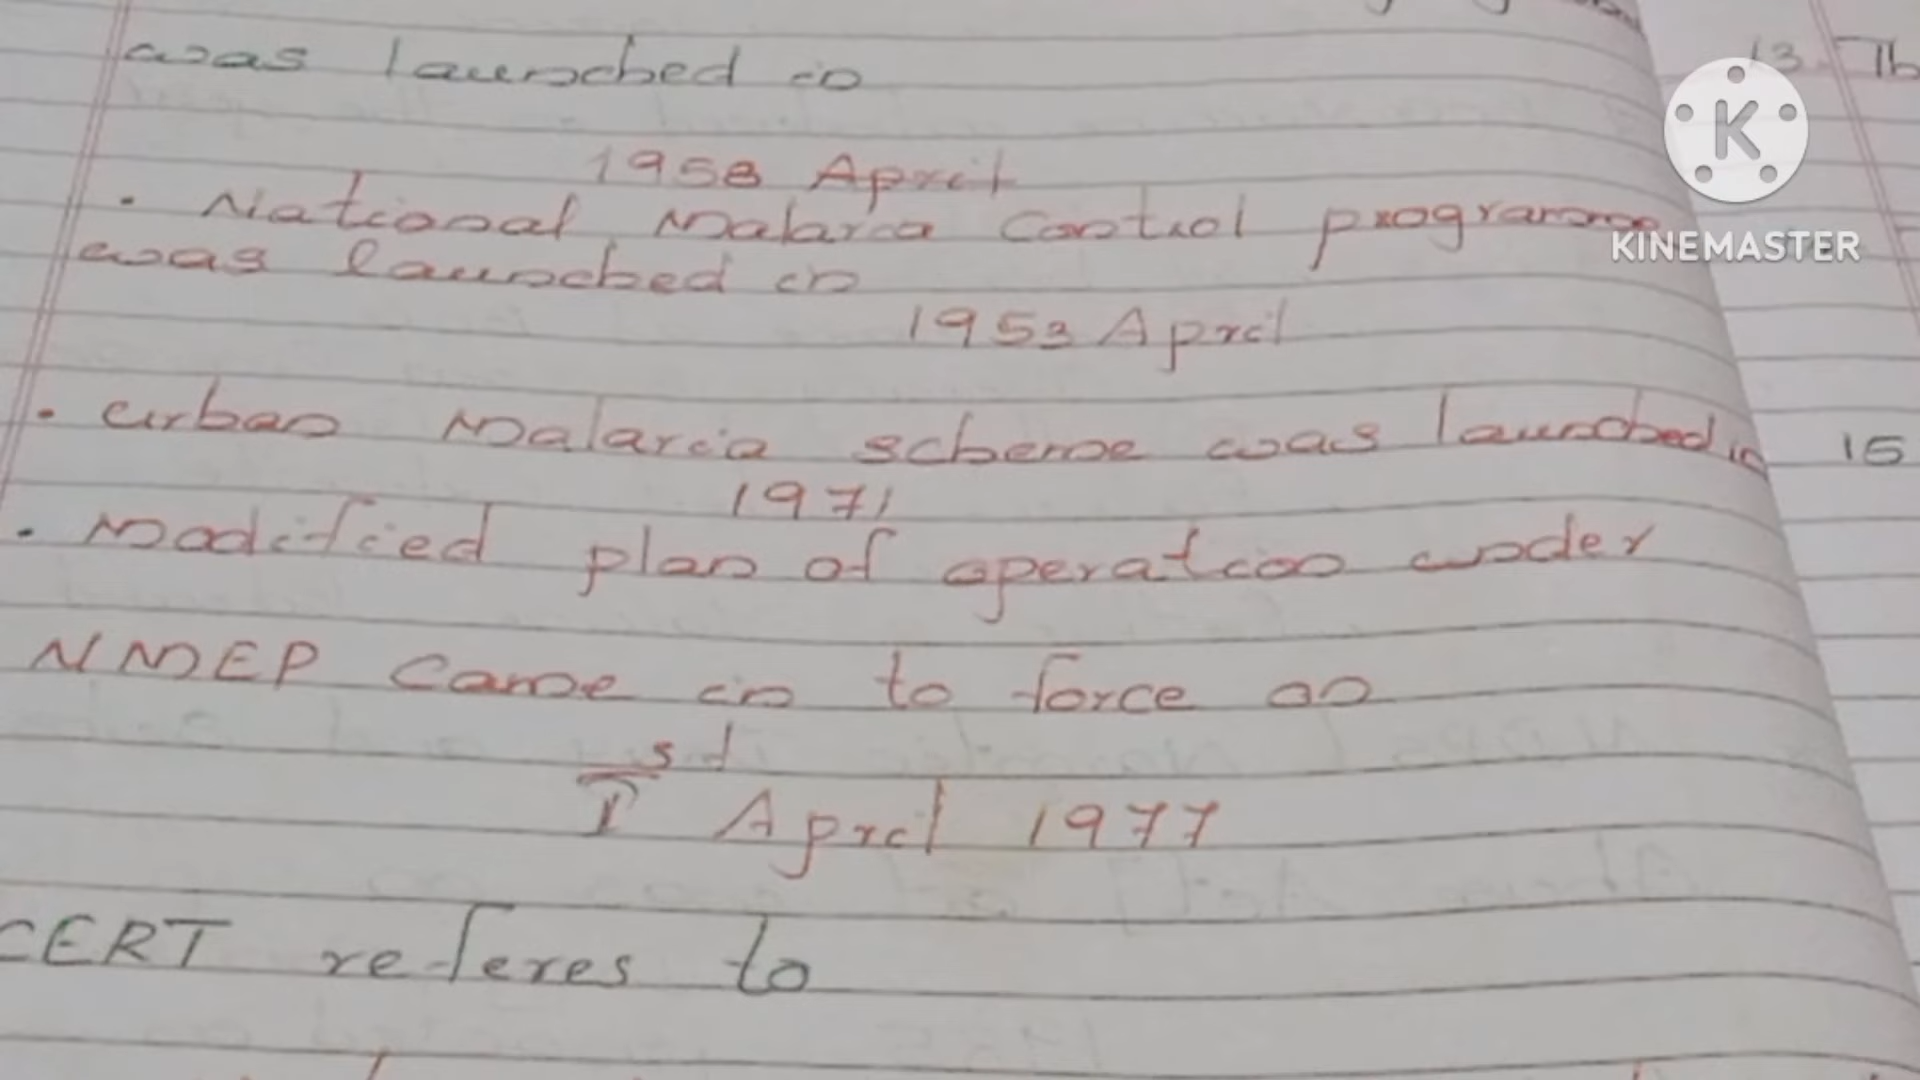 was launched in
13. Th
1958 April
• National Malaria Control programme
was launched in
1953 April
• urban Malaria scheme was launched in
15
1971
• Modified plan of operation under
NMEP came in to force on
1st April 1977
CERT referes to
K
KINEMASTER